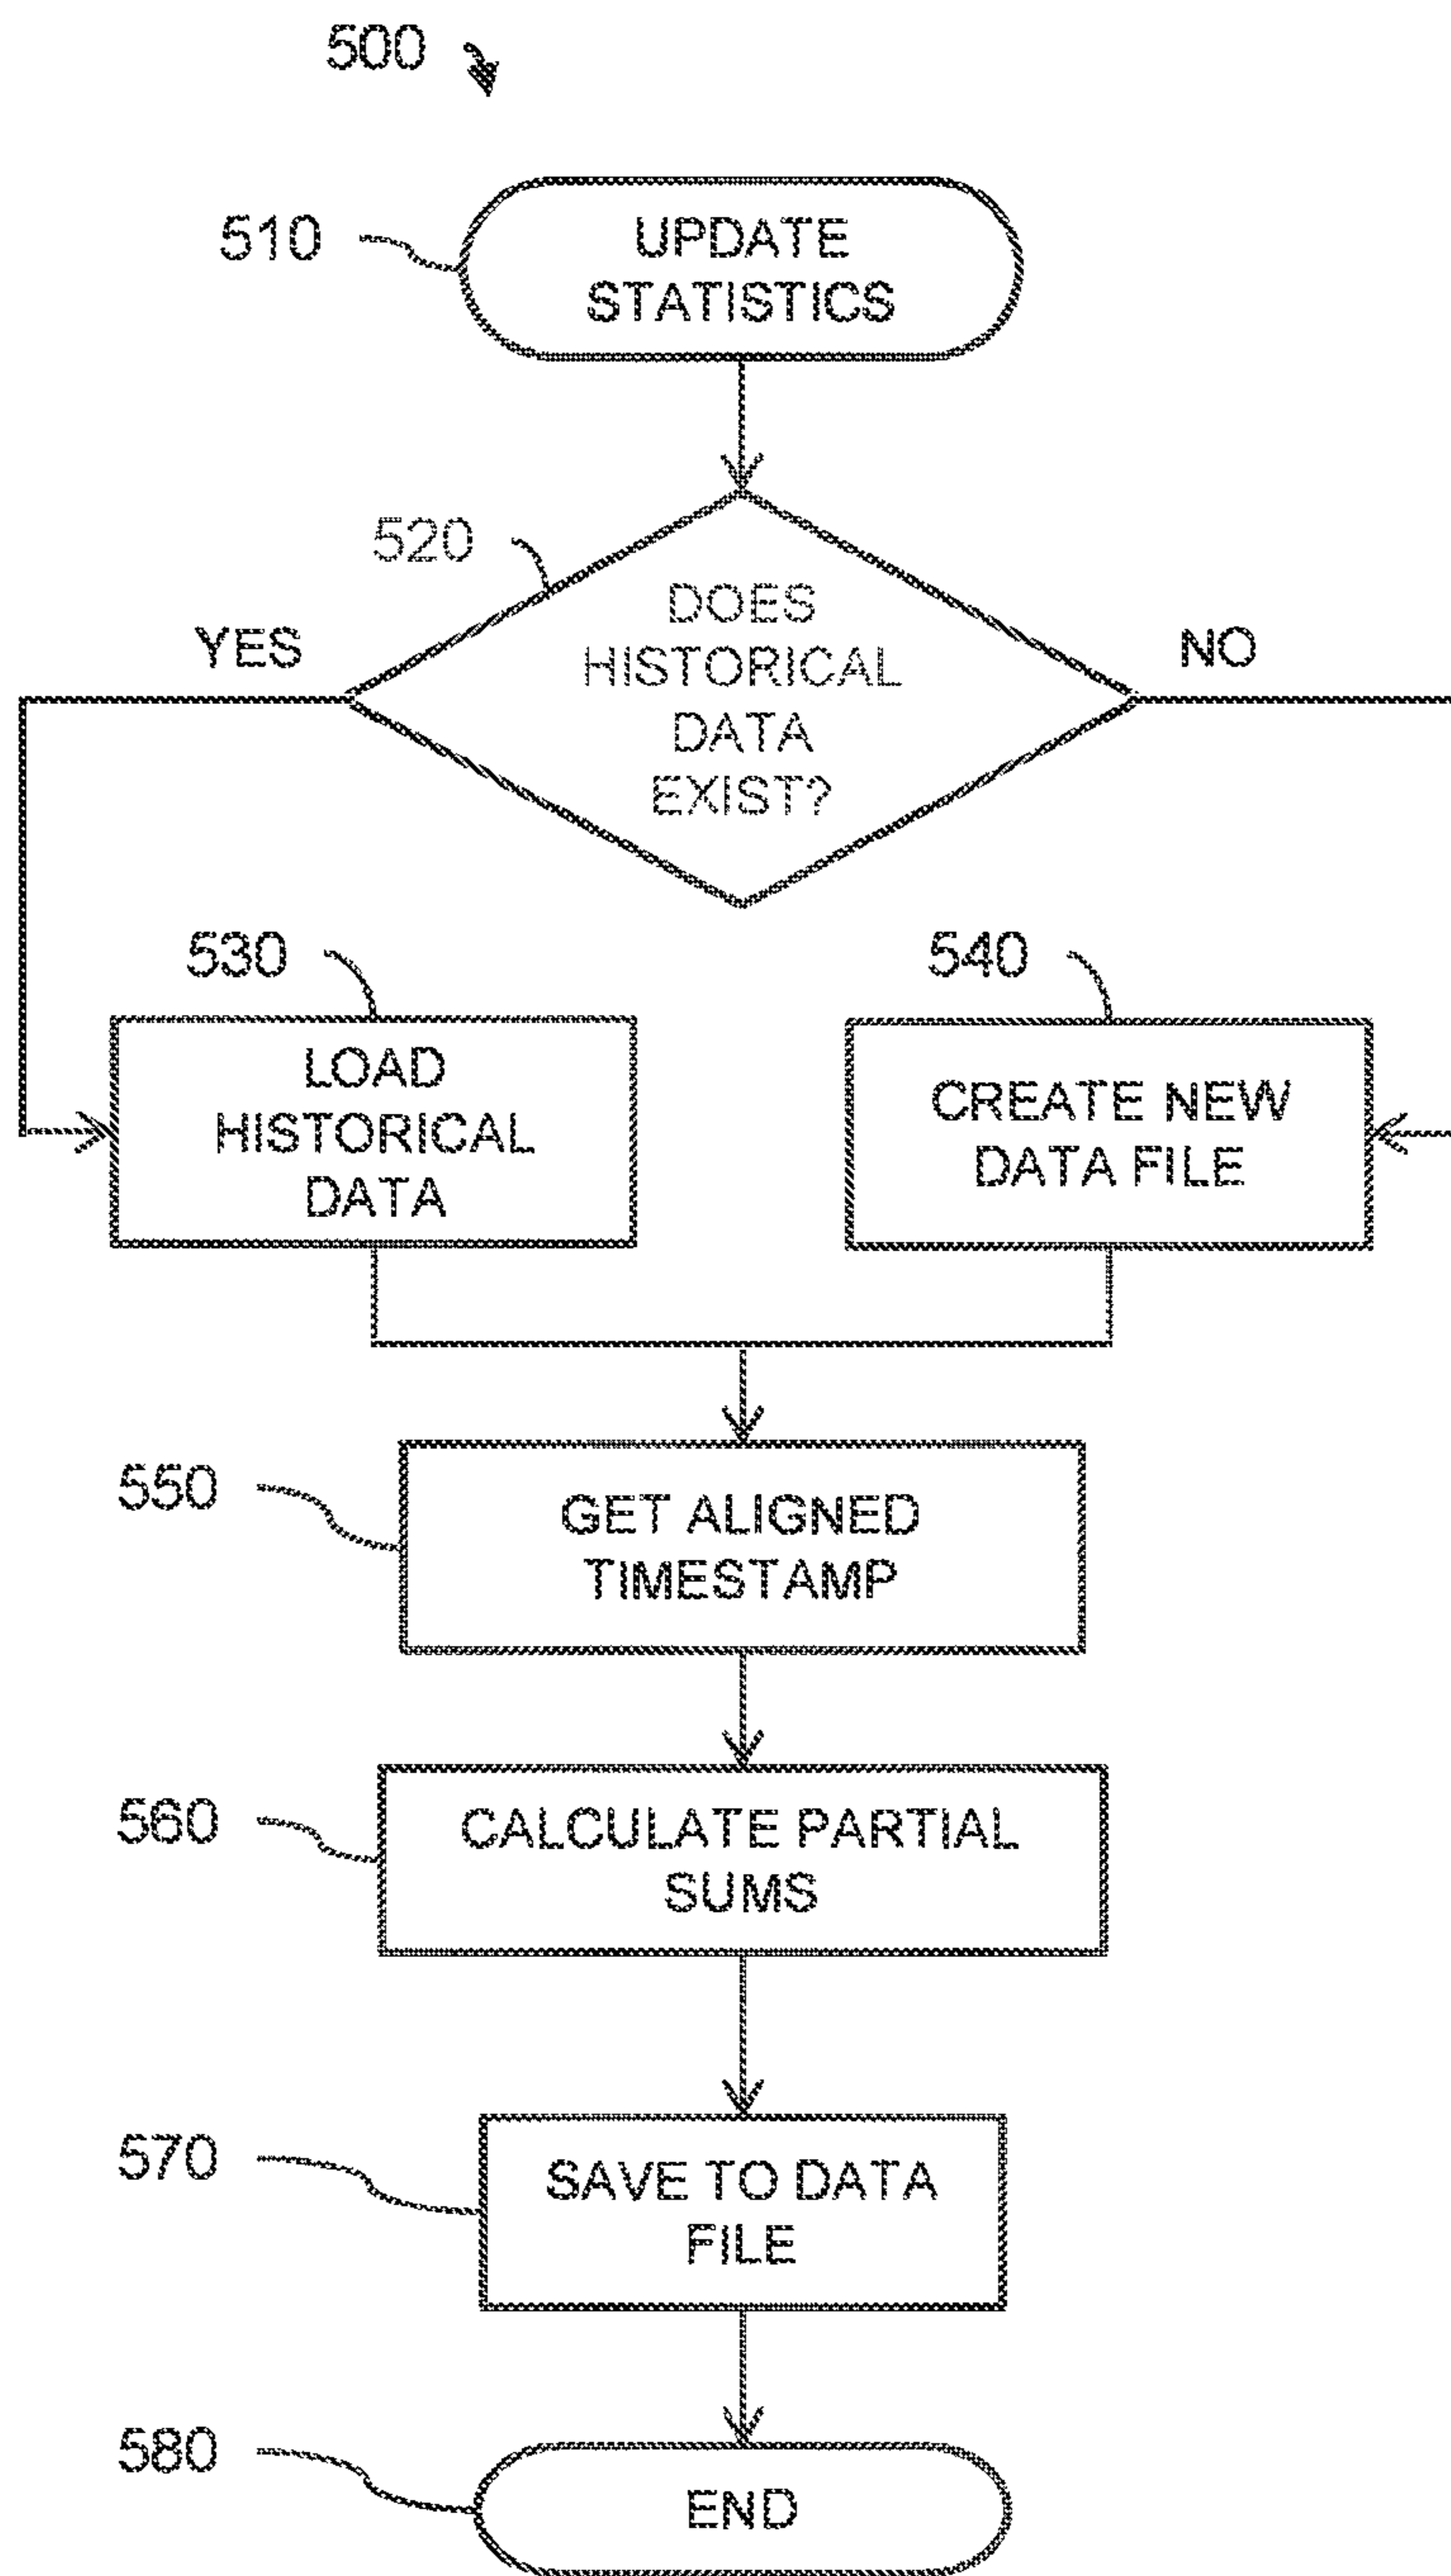 500
510
UPDATE
STATISTICS
520
DOES
HISTORICAL
DATA
EXIST?
YES
NO
530
LOAD
HISTORICAL
DATA
540
CREATE NEW
DATA FILE
550
GET ALIGNED
TIMESTAMP
560
CALCULATE PARTIAL
SUMS
570
SAVE TO DATA
FILE
580
END